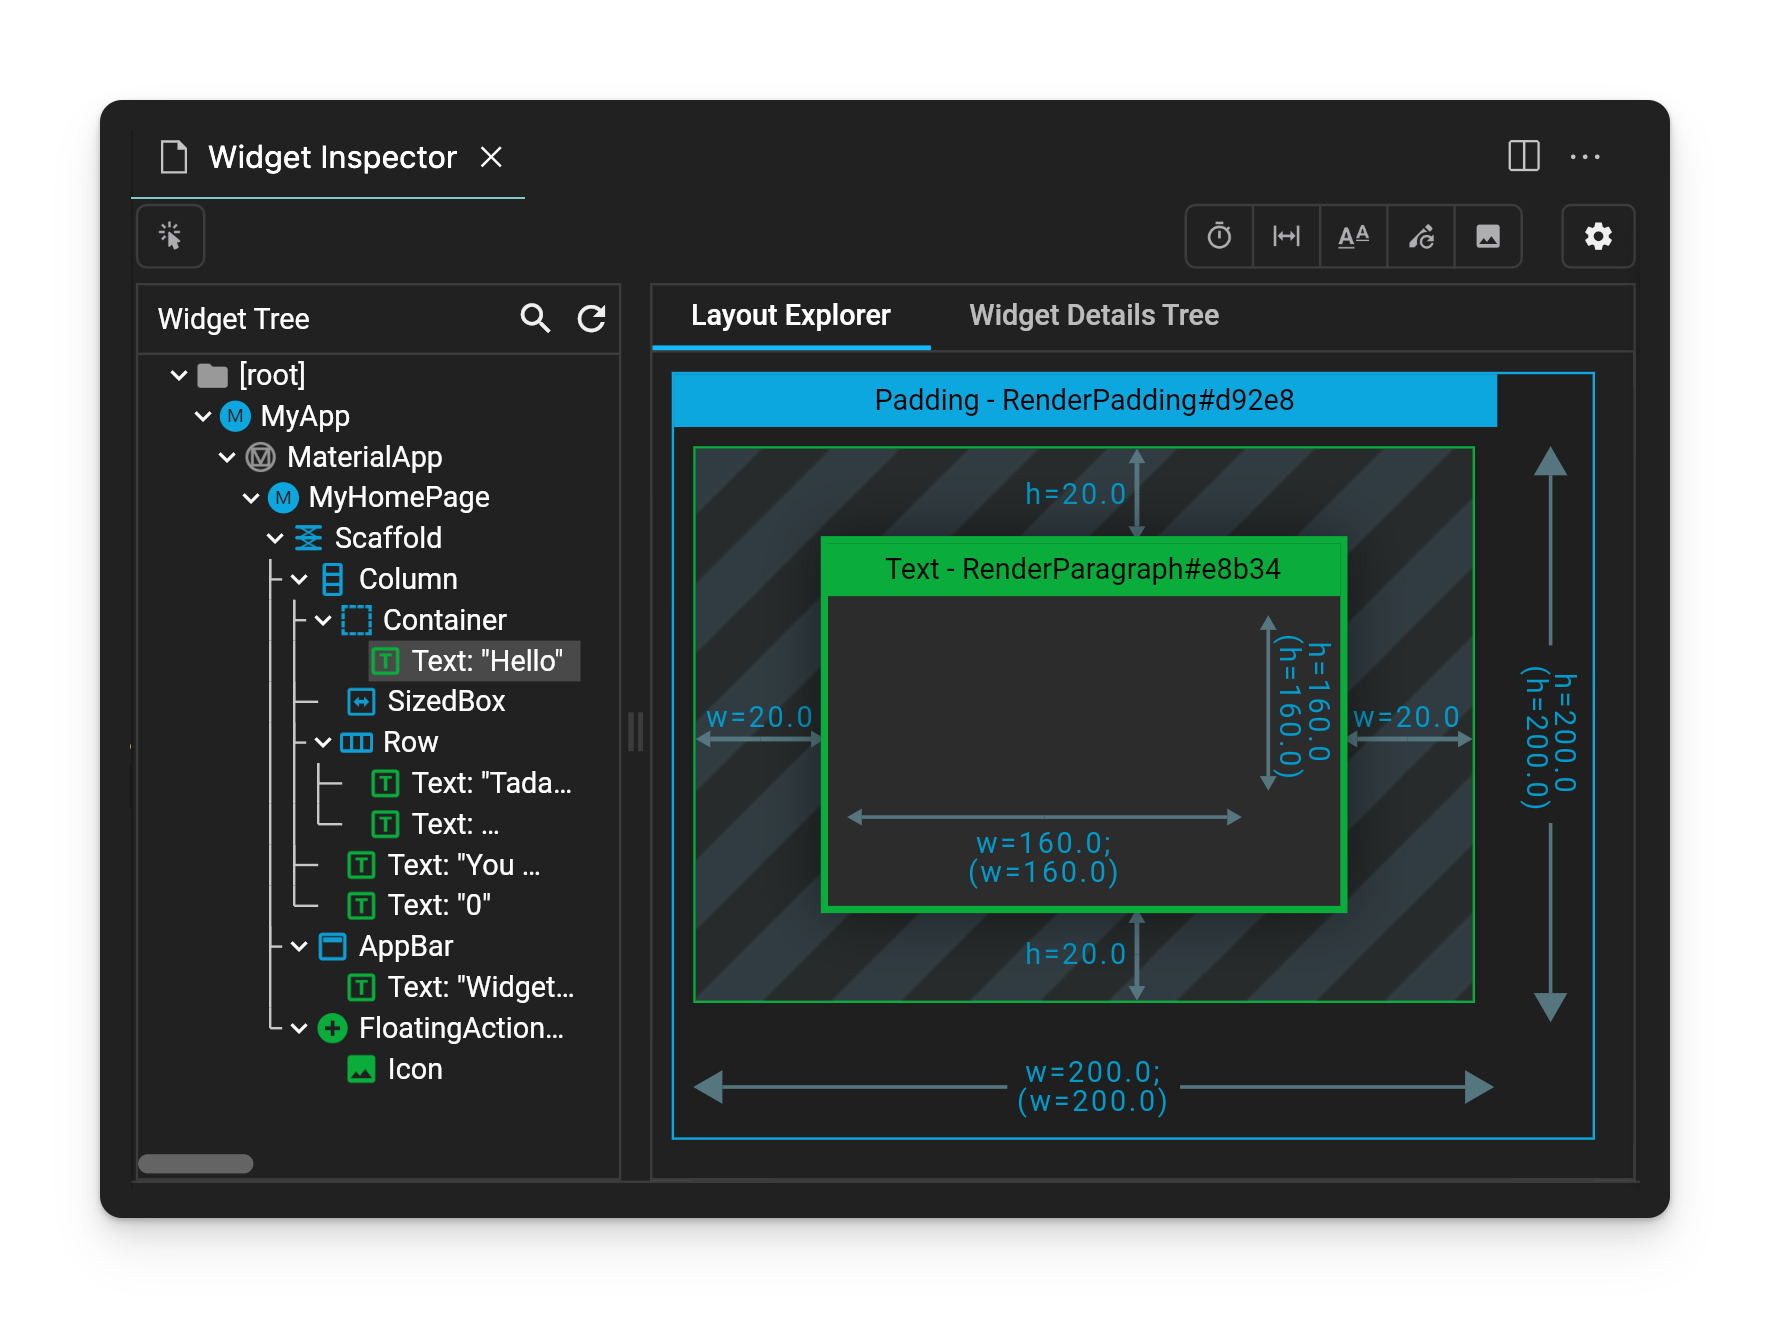 Widget Inspector
Widget Tree
[root]
M MyApp
MaterialApp
M MyHomePage
Scaffold
Column
Container
T Text: "Hello"
SizedBox
Row
T Text: "Tada...
T Text: ...
T Text: "You ...
T Text: "0"
AppBar
T Text: "Widget...
FloatingAction...
Icon
AA
Layout Explorer
Widget Details Tree
Padding - RenderPadding#d92e8
h=20.0
Text - RenderParagraph#e8b34
w=20.0
h=160.0
(h=160.0)
w=160.0;
(w=160.0)
w=20.0
h=20.0
h=200.0
(h=200.0)
w=200.0;
(w=200.0)